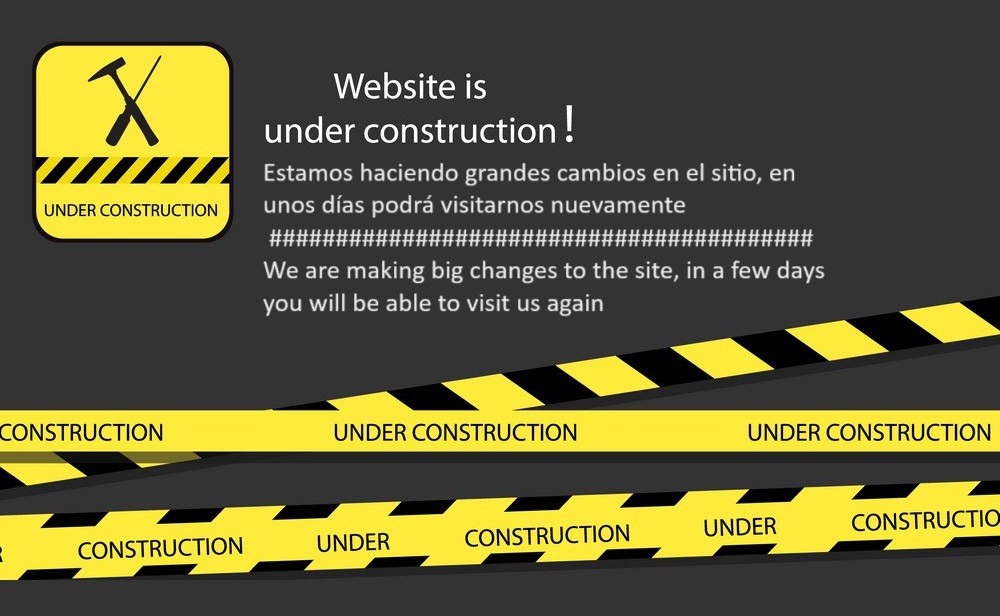 Website is
under construction!
UNDER CONSTRUCTION
Estamos haciendo grandes cambios en el sitio, en
unos días podrá visitarnos nuevamente
#########################################
We are making big changes to the site, in a few days
you will be able to visit us again
CONSTRUCTION UNDER CONSTRUCTION UNDER CONSTRUCTION
R CONSTRUCTION UNDER CONSTRUCTION UNDER CONSTRUCTIO